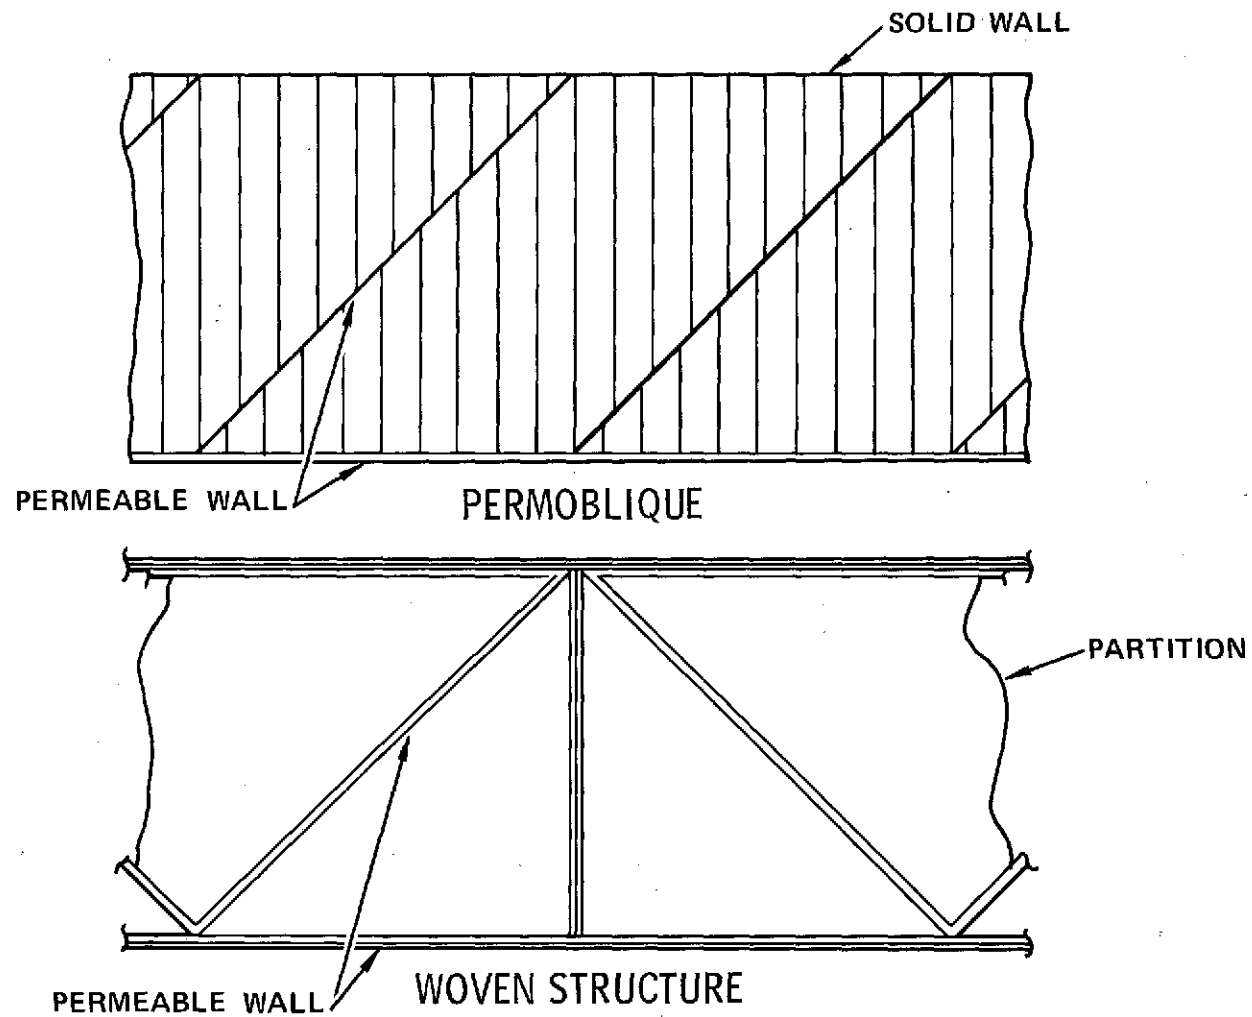 SOLID WALL
PERMEABLE WALL
PERMOBLIQUE
PARTITION
PERMEABLE WALL
WOVEN STRUCTURE